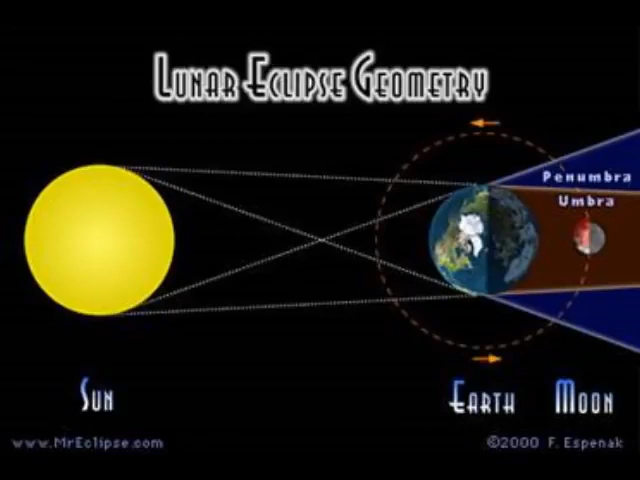 Lunar Eclipse Geometry
Penumbra
Umbra
Sun
Earth
Moon
www.MrEclipse.com
©2000 F. Espenak